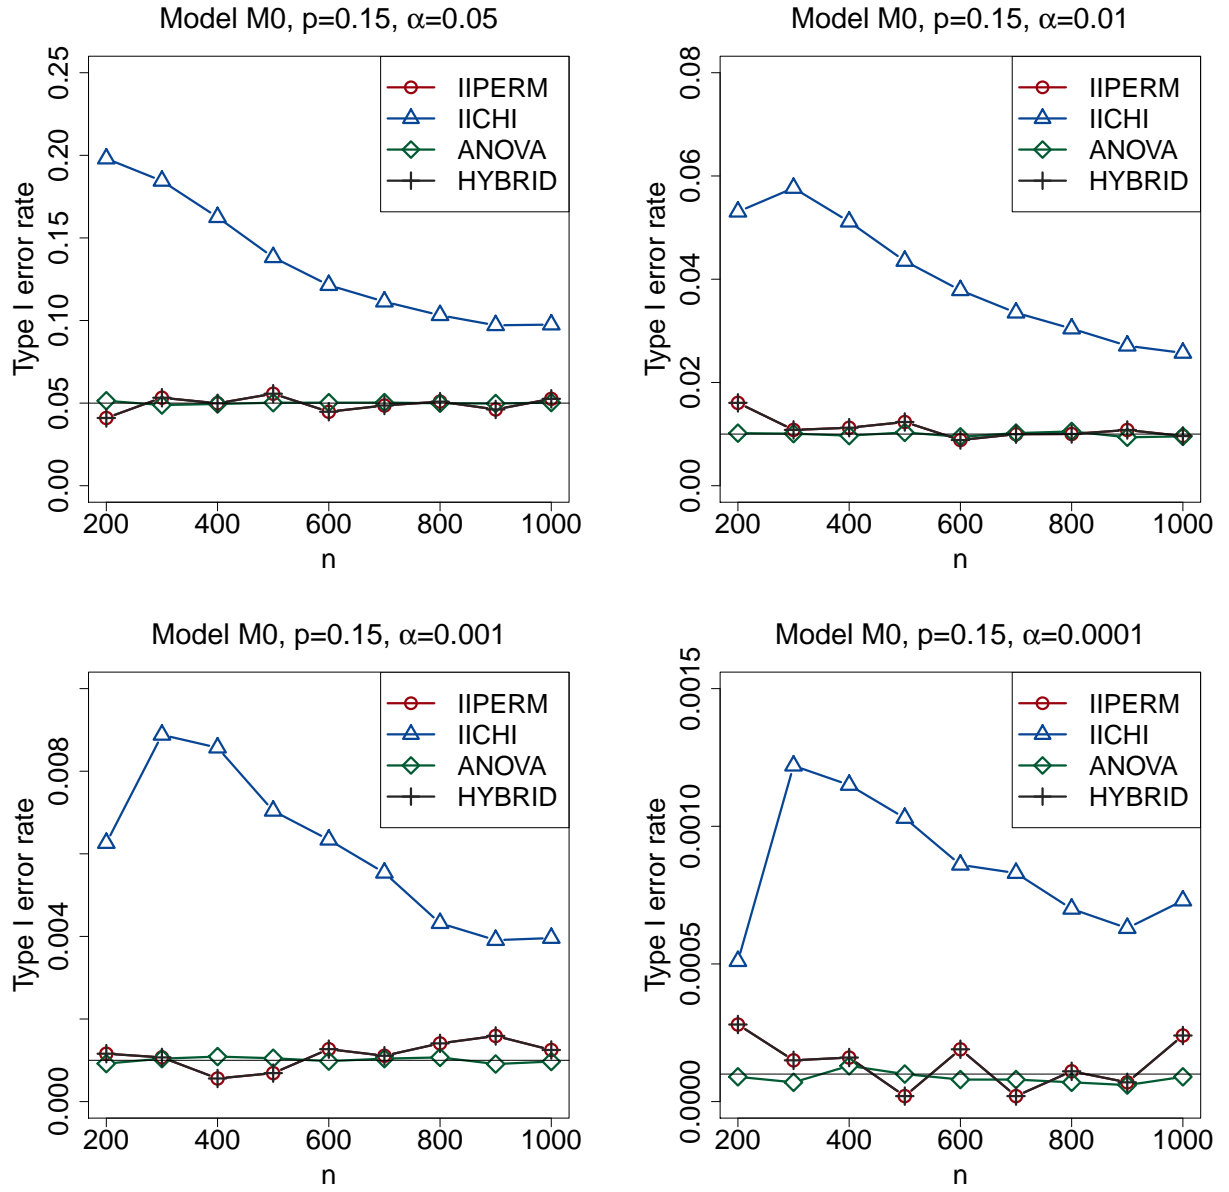 Model M0, p=0.15, α=0.05
Type I error rate
0.25
0.20
0.15
0.10
0.05
0.00
IIPERM
IICHI
ANOVA
HYBRID
200 400 600 800 1000
n
Model M0, p=0.15, α=0.01
Type I error rate
0.08
0.06
0.04
0.02
0.00
IIPERM
IICHI
ANOVA
HYBRID
200 400 600 800 1000
n
Model M0, p=0.15, α=0.001
Type I error rate
0.008
0.004
0.000
IIPERM
IICHI
ANOVA
HYBRID
200 400 600 800 1000
n
Model M0, p=0.15, α=0.0001
Type I error rate
0.0015
0.0010
0.0005
0.0000
IIPERM
IICHI
ANOVA
HYBRID
200 400 600 800 1000
n